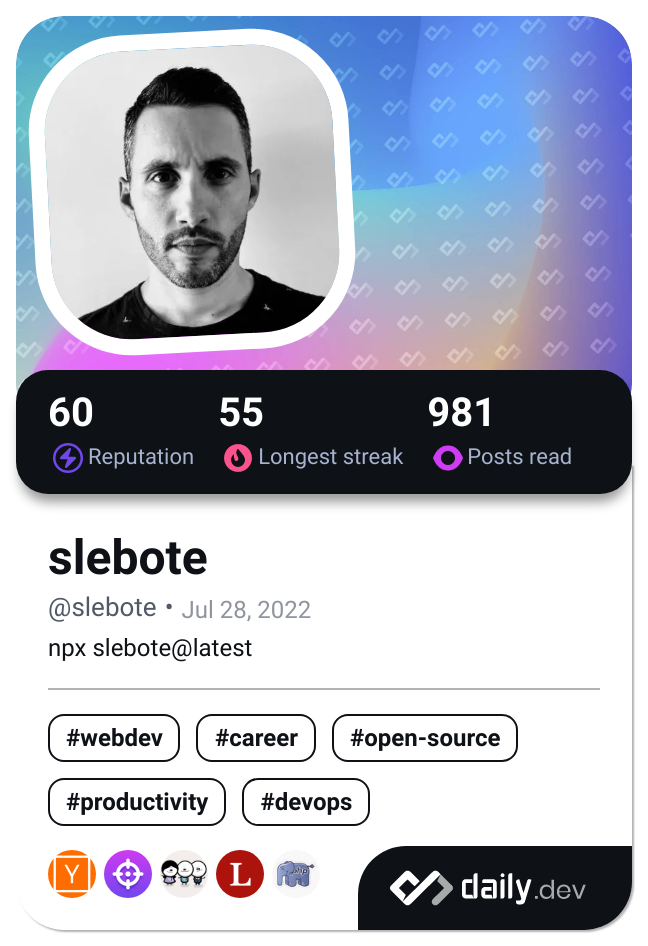 60 55 981
Reputation Longest streak Posts read
slebote
@slebote • Jul 28, 2022
npx slebote@latest
#webdev #career #open-source
#productivity #devops
Y L php
daily.dev